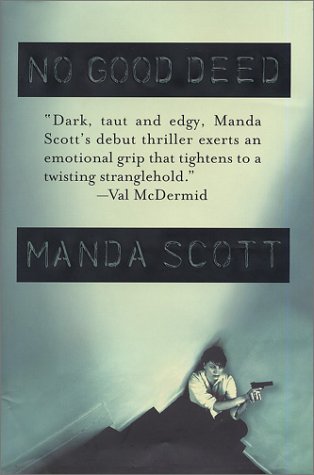 NO GOOD DEED
"Dark, taut and edgy, Manda
Scott's debut thriller exerts an
emotional grip that tightens to a
twisting stranglehold."
—Val McDermid
MANDA SCOTT